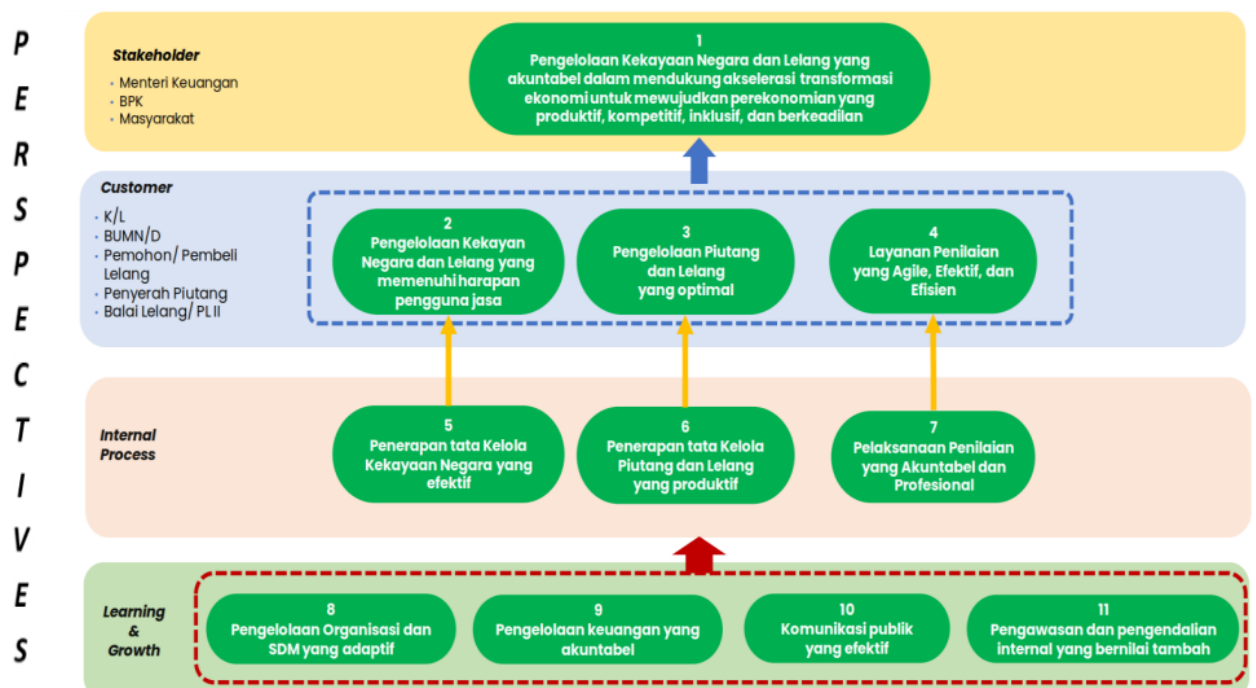 PERSPECTIVES
Stakeholder
• Menteri Keuangan
• BPK
• Masyarakat
1
Pengelolaan Kekayaan Negara dan Lelang yang
akuntabel dalam mendukung akselerasi transformasi
ekonomi untuk mewujudkan perekonomian yang
produktif, kompetitif, inklusif, dan berkeadilan
Customer
• K/L
• BUMN/D
• Pemohon/ Pembeli
Lelang
• Penyerah Piutang
• Balai Lelang/ PL II
2
Pengelolaan Kekayan
Negara dan Lelang yang
memenuhi harapan
pengguna jasa
3
Pengelolaan Piutang
dan Lelang
yang optimal
4
Layanan Penilaian
yang Agile, Efektif, dan
Efisien
Internal
Process
5
Penerapan tata Kelola
Kekayaan Negara yang
efektif
6
Penerapan tata Kelola
Piutang dan Lelang
yang produktif
7
Pelaksanaan Penilaian
yang Akuntabel dan
Profesional
Learning
&
Growth
8
Pengelolaan Organisasi dan
SDM yang adaptif
9
Pengelolaan keuangan yang
akuntabel
10
Komunikasi publik
yang efektif
11
Pengawasan dan pengendalian
internal yang bernilai tambah